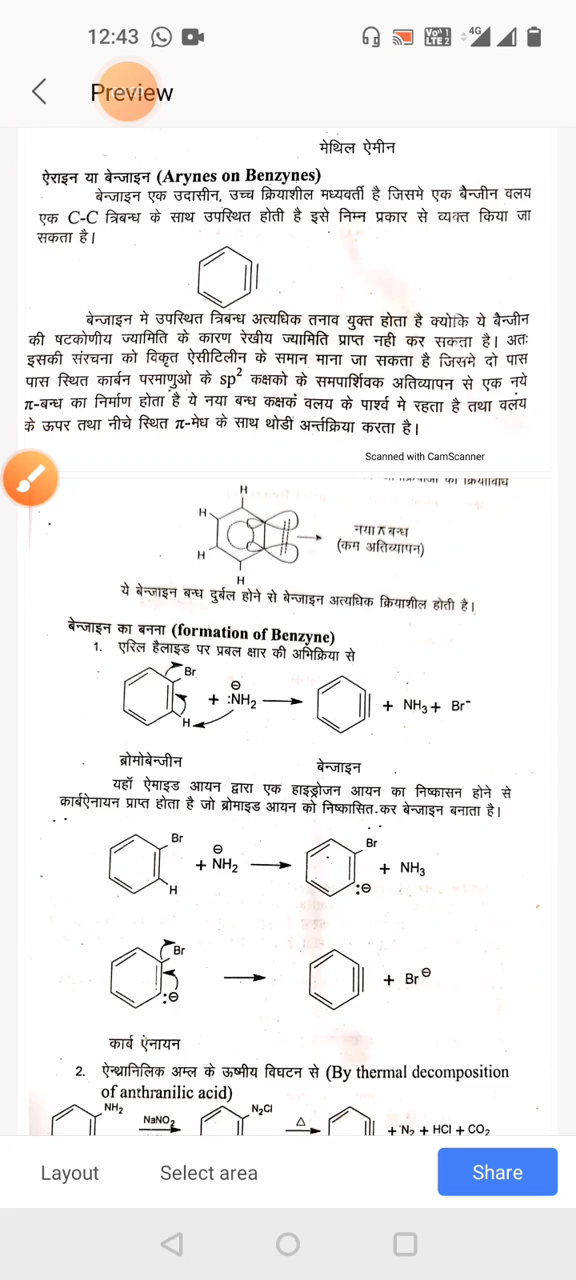 12:43
Vo 1
LTE 2
4G
Preview
मेथिल ऐमीन
ऐराइन या बेन्जाइन (Arynes on Benzynes)
बेन्जाइन एक उदासीन, उच्च क्रियाशील मध्यवर्ती है जिसमे एक बैन्जीन वलय
एक C-C त्रिबन्ध के साथ उपस्थित होती है इसे निम्न प्रकार से व्यक्त किया जा
सकता है।
बेन्जाइन मे उपस्थित त्रिबन्ध अत्यधिक तनाव युक्त होता है क्योकि ये बैन्जीन
की षटकोणीय ज्यामिति के कारण रेखीय ज्यामिति प्राप्त नही कर सकता है। अतः
इसकी संरचना को विकृत ऐसीटिलीन के समान माना जा सकता है जिसमे दो पास
पास स्थित कार्बन परमाणुओ के sp² कक्षको के समपार्शिवक अतिव्यापन से एक नये
π-बन्ध का निर्माण होता है ये नया बन्ध कक्षक वलय के पार्श्व मे रहता है तथा वलय
के ऊपर तथा नीचे स्थित π-मेघ के साथ थोडी अर्न्तक्रिया करता है।
Scanned with CamScanner
H
H
नया π बन्ध
(कम अतिव्यापन)
H
H
ये बेन्जाइन बन्ध दुर्बल होने से बेन्जाइन अत्यधिक क्रियाशील होती है।
बेन्जाइन का बनना (formation of Benzyne)
1. एरिल हैलाइड पर प्रबल क्षार की अभिक्रिया से
Br
H
+ :NH₂⊖ → + NH₃ + Br⁻
ब्रोमोबेन्जीन बेन्जाइन
यहाँ ऐमाइड आयन द्वारा एक हाइड्रोजन आयन का निष्कासन होने से
कार्बऐनायन प्राप्त होता है जो ब्रोमाइड आयन को निष्कासित कर बेन्जाइन बनाता है।
Br Br
+ NH₂⊖ → + NH₃
H :⊖
Br
→ + Br⊖
:⊖
कार्ब ऐनायन
2. ऐन्थ्रानिलिक अम्ल के ऊष्मीय विघटन से (By thermal decomposition
of anthranilic acid)
NH₂ NaNO₂ N₂Cl Δ + N₂ + HCl + CO₂
Layout
Select area
Share